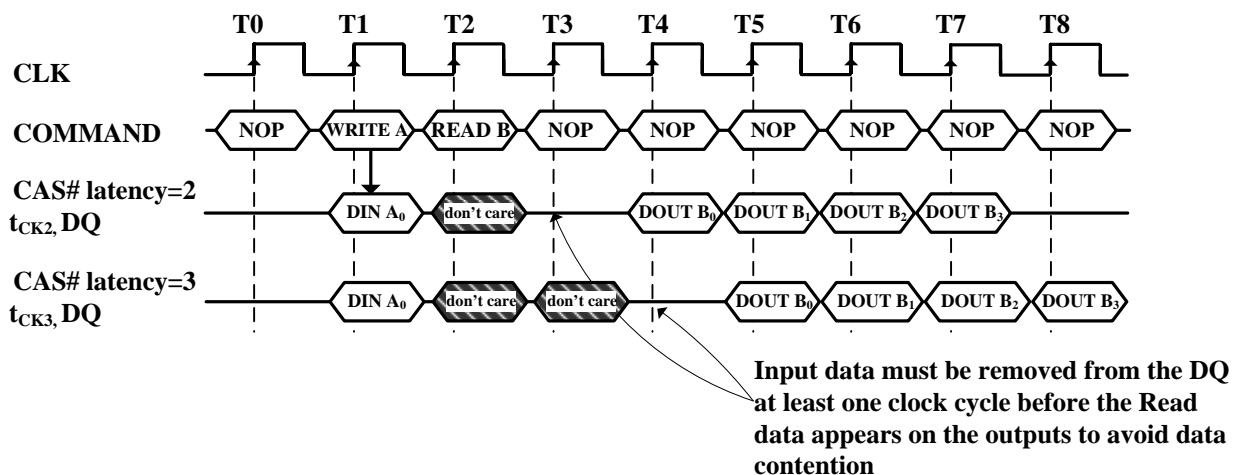 T0 T1 T2 T3 T4 T5 T6 T7 T8
CLK
COMMAND NOP WRITE A READ B NOP NOP NOP NOP NOP NOP
CAS# latency=2
tCK2, DQ DIN A0 don't care DOUT B0 DOUT B1 DOUT B2 DOUT B3
CAS# latency=3
tCK3, DQ DIN A0 don't care don't care DOUT B0 DOUT B1 DOUT B2 DOUT B3
Input data must be removed from the DQ
at least one clock cycle before the Read
data appears on the outputs to avoid data
contention